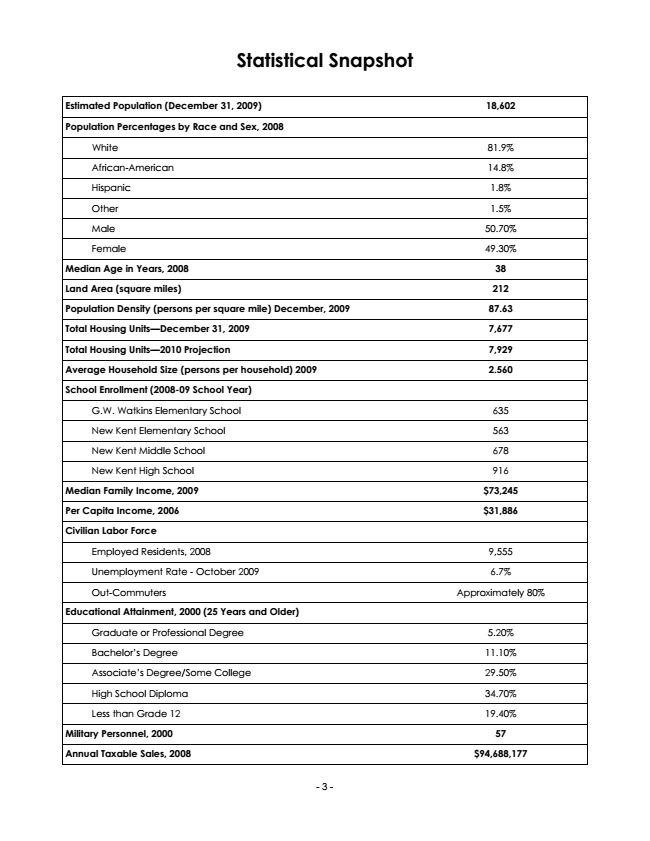 Statistical Snapshot
Estimated Population (December 31, 2009) 18,602
Population Percentages by Race and Sex, 2008
White 81.9%
African-American 14.8%
Hispanic 1.8%
Other 1.5%
Male 50.70%
Female 49.30%
Median Age in Years, 2008 38
Land Area (square miles) 212
Population Density (persons per square mile) December, 2009 87.63
Total Housing Units—December 31, 2009 7,677
Total Housing Units—2010 Projection 7,929
Average Household Size (persons per household) 2009 2.560
School Enrollment (2008-09 School Year)
G.W. Watkins Elementary School 635
New Kent Elementary School 563
New Kent Middle School 678
New Kent High School 916
Median Family Income, 2009 $73,245
Per Capita Income, 2006 $31,886
Civilian Labor Force
Employed Residents, 2008 9,555
Unemployment Rate - October 2009 6.7%
Out-Commuters Approximately 80%
Educational Attainment, 2000 (25 Years and Older)
Graduate or Professional Degree 5.20%
Bachelor’s Degree 11.10%
Associate’s Degree/Some College 29.50%
High School Diploma 34.70%
Less than Grade 12 19.40%
Military Personnel, 2000 57
Annual Taxable Sales, 2008 $94,688,177
- 3 -